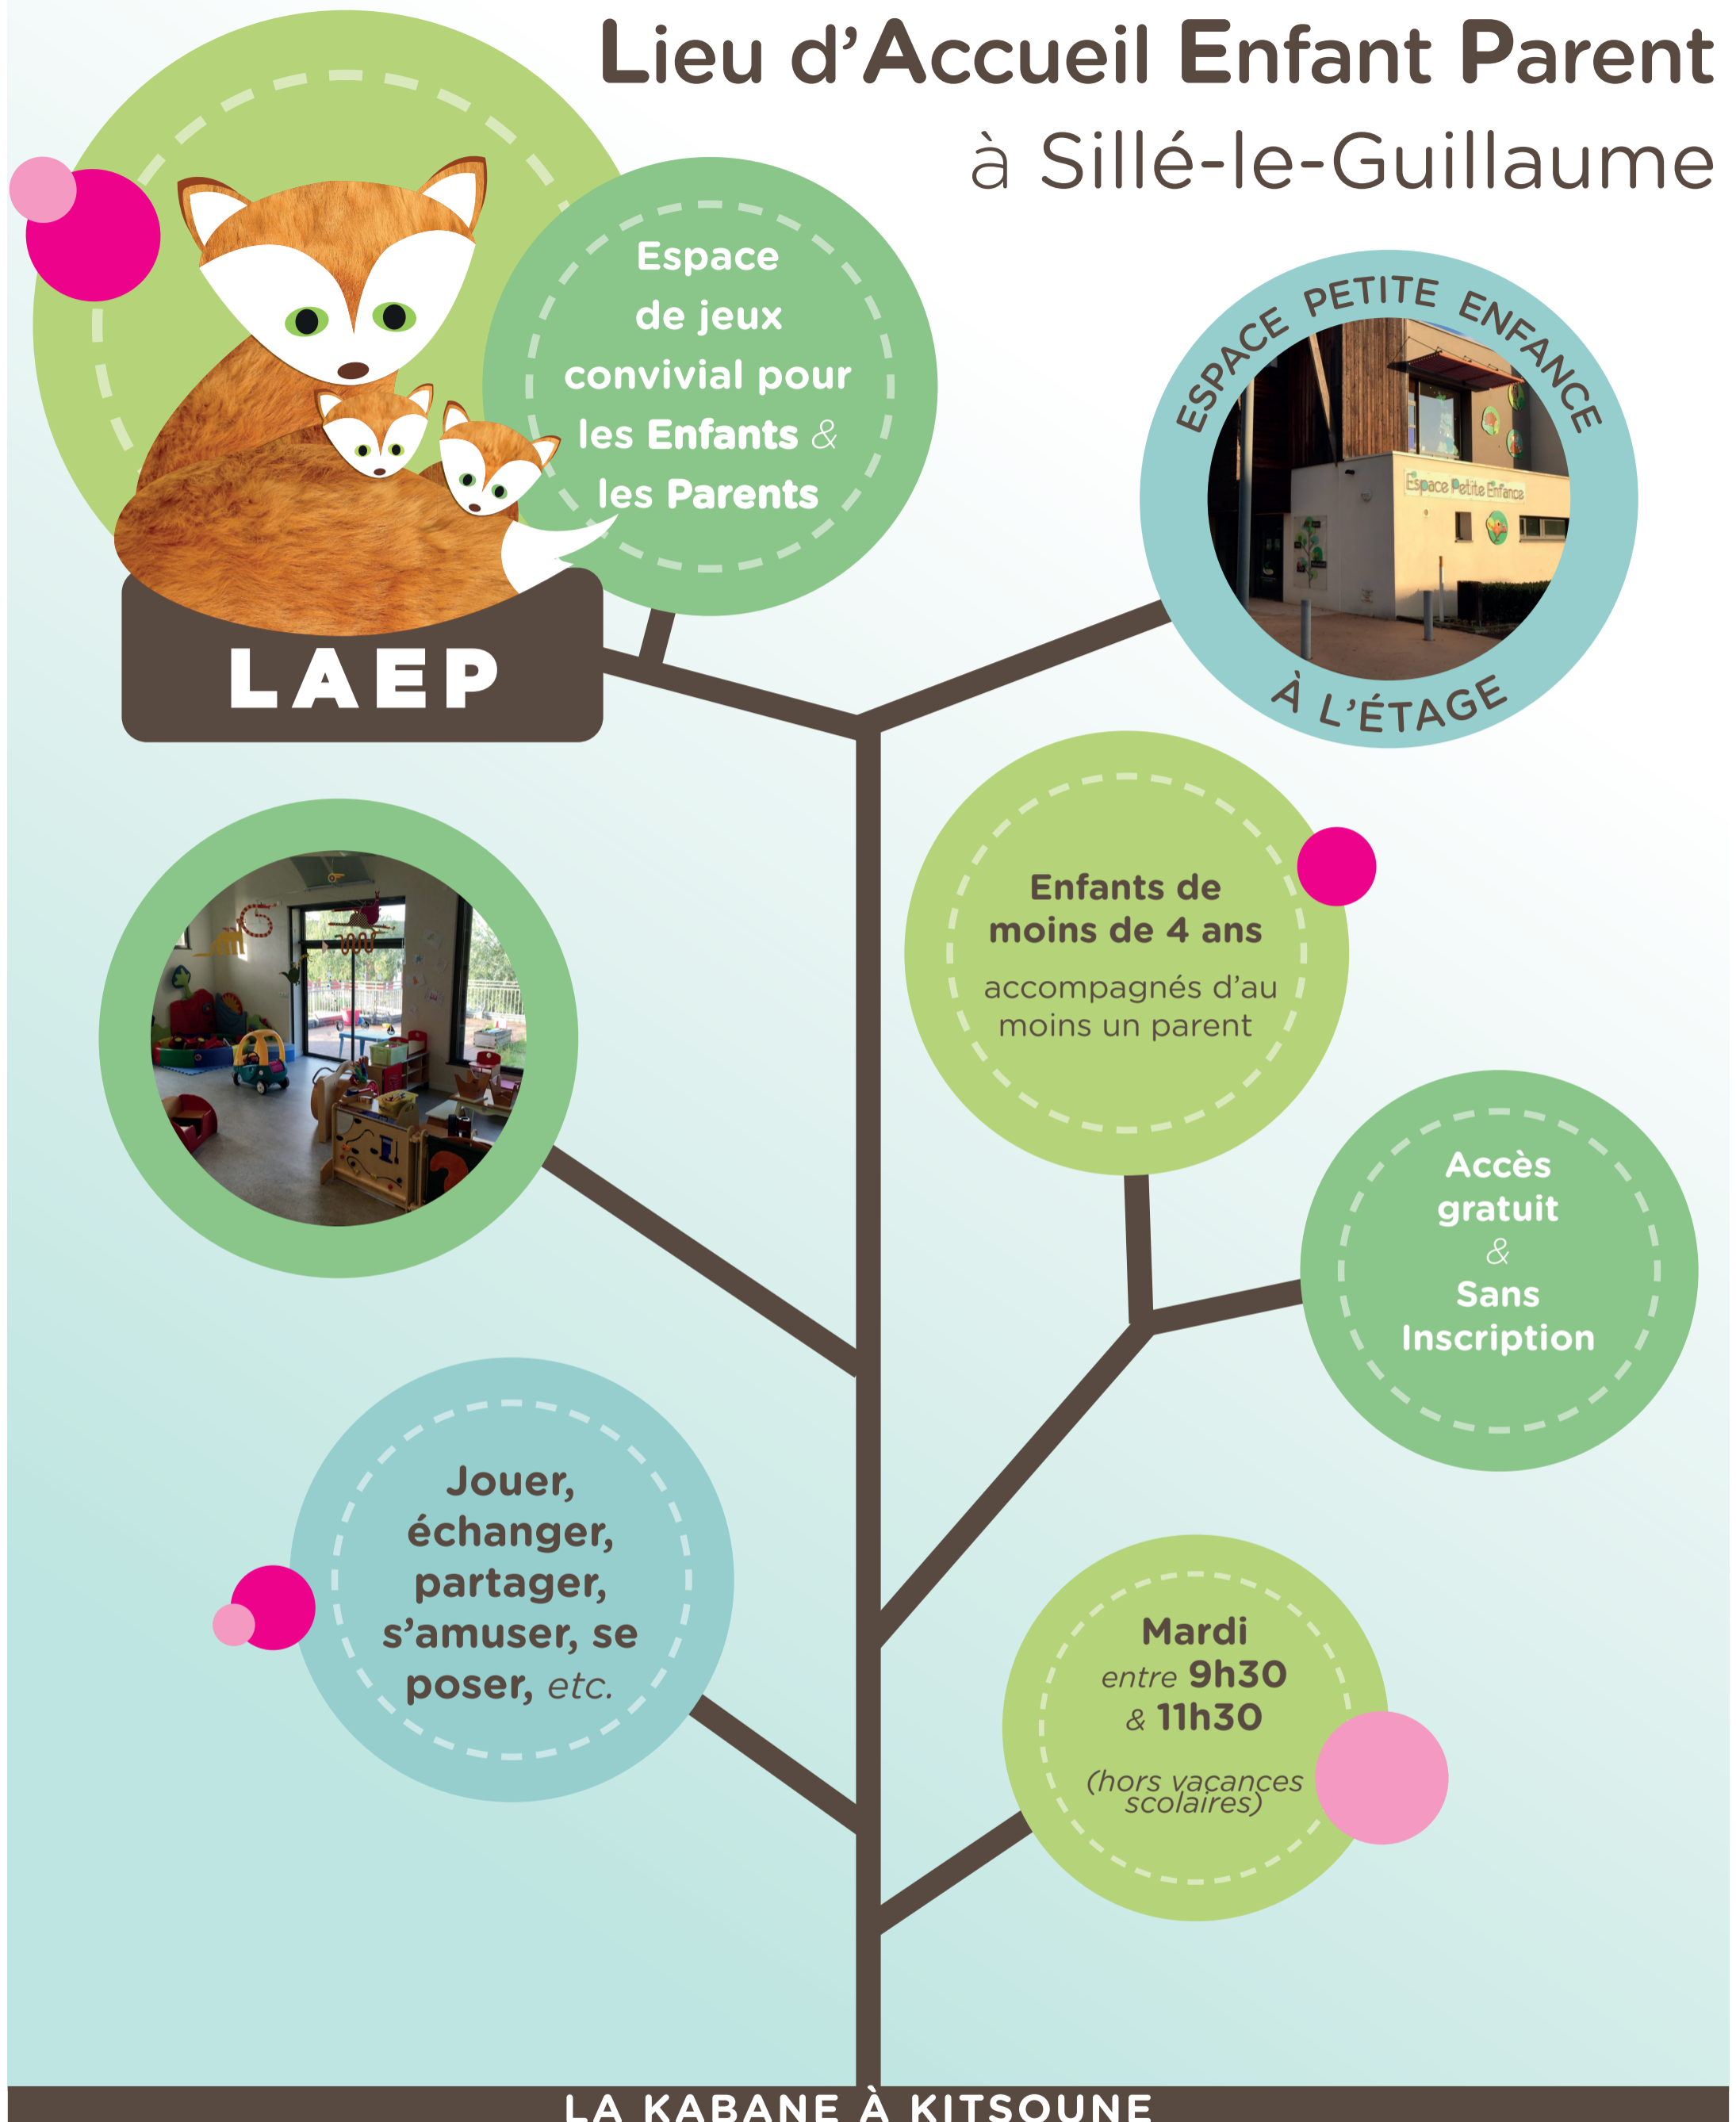 Lieu d'Accueil Enfant Parent
à Sillé-le-Guillaume
Espace
de jeux
convivial pour
les Enfants &
les Parents
LAEP
ESPACE PETITE ENFANCE
Espace Petite Enfance
À L'ÉTAGE
Enfants de
moins de 4 ans
accompagnés d'au
moins un parent
Accès
gratuit
&
Sans
Inscription
Jouer,
échanger,
partager,
s'amuser, se
poser, etc.
Mardi
entre 9h30
& 11h30
(hors vacances
scolaires)
LA KABANE À KITSOUNE